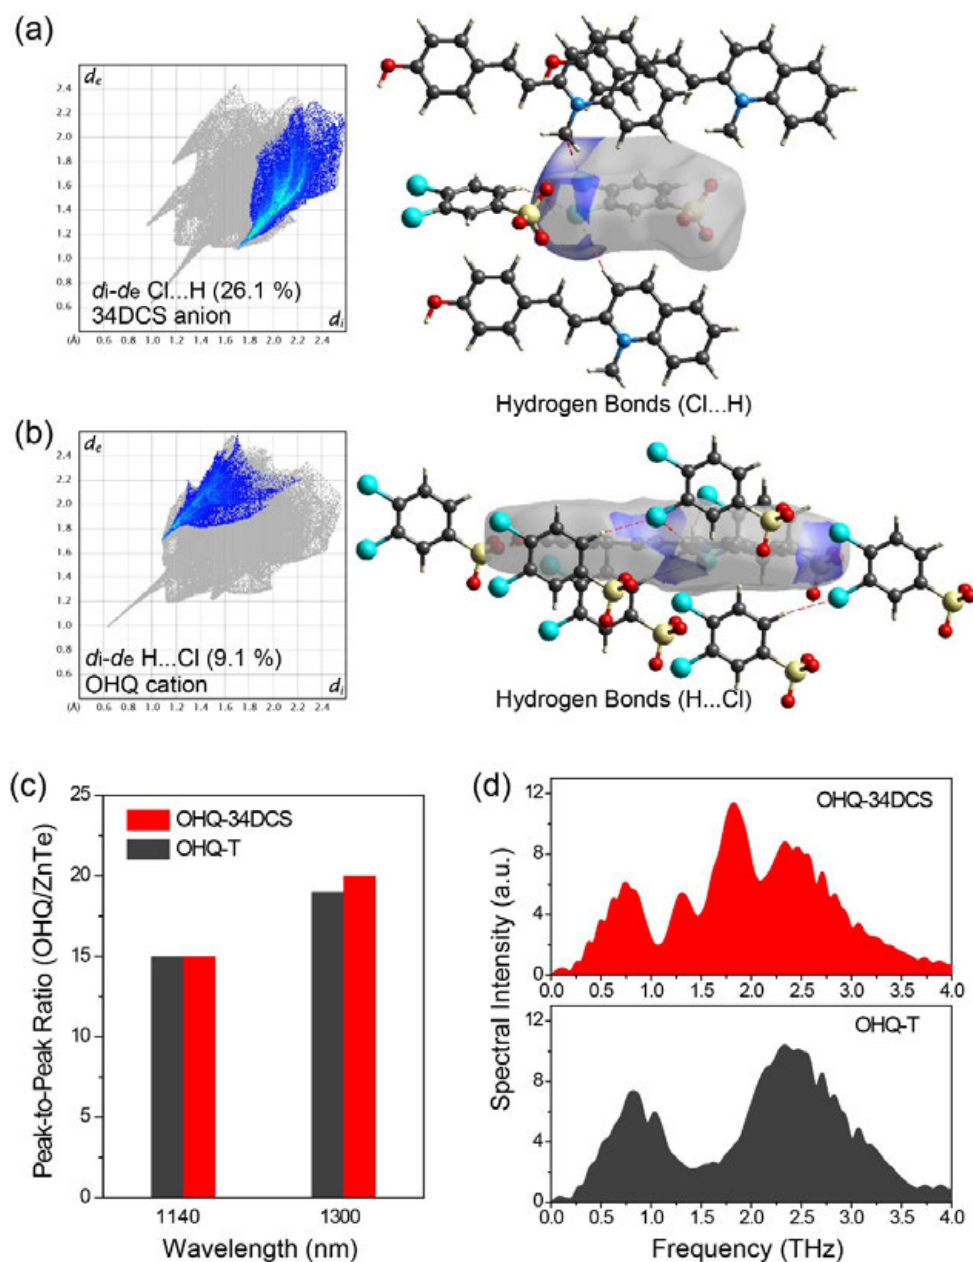 (a)
de
2.4
2.2
2.0
1.8
1.6
1.4
1.2
1.0
0.8
0.6
di-de Cl...H (26.1 %)
34DCS anion
di
(Å) 0.6 0.8 1.0 1.2 1.4 1.6 1.8 2.0 2.2 2.4
Hydrogen Bonds (Cl...H)
(b)
de
2.4
2.2
2.0
1.8
1.6
1.4
1.2
1.0
0.8
0.6
di-de H...Cl (9.1 %)
OHQ cation
di
(Å) 0.6 0.8 1.0 1.2 1.4 1.6 1.8 2.0 2.2 2.4
Hydrogen Bonds (H...Cl)
(c)
Peak-to-Peak Ratio (OHQ/ZnTe)
25
20
15
10
5
0
OHQ-34DCS
OHQ-T
1140 1300
Wavelength (nm)
(d)
Spectral Intensity (a.u.)
OHQ-34DCS
12
8
4
0
0.0 0.5 1.0 1.5 2.0 2.5 3.0 3.5 4.0
OHQ-T
12
8
4
0
0.0 0.5 1.0 1.5 2.0 2.5 3.0 3.5 4.0
Frequency (THz)